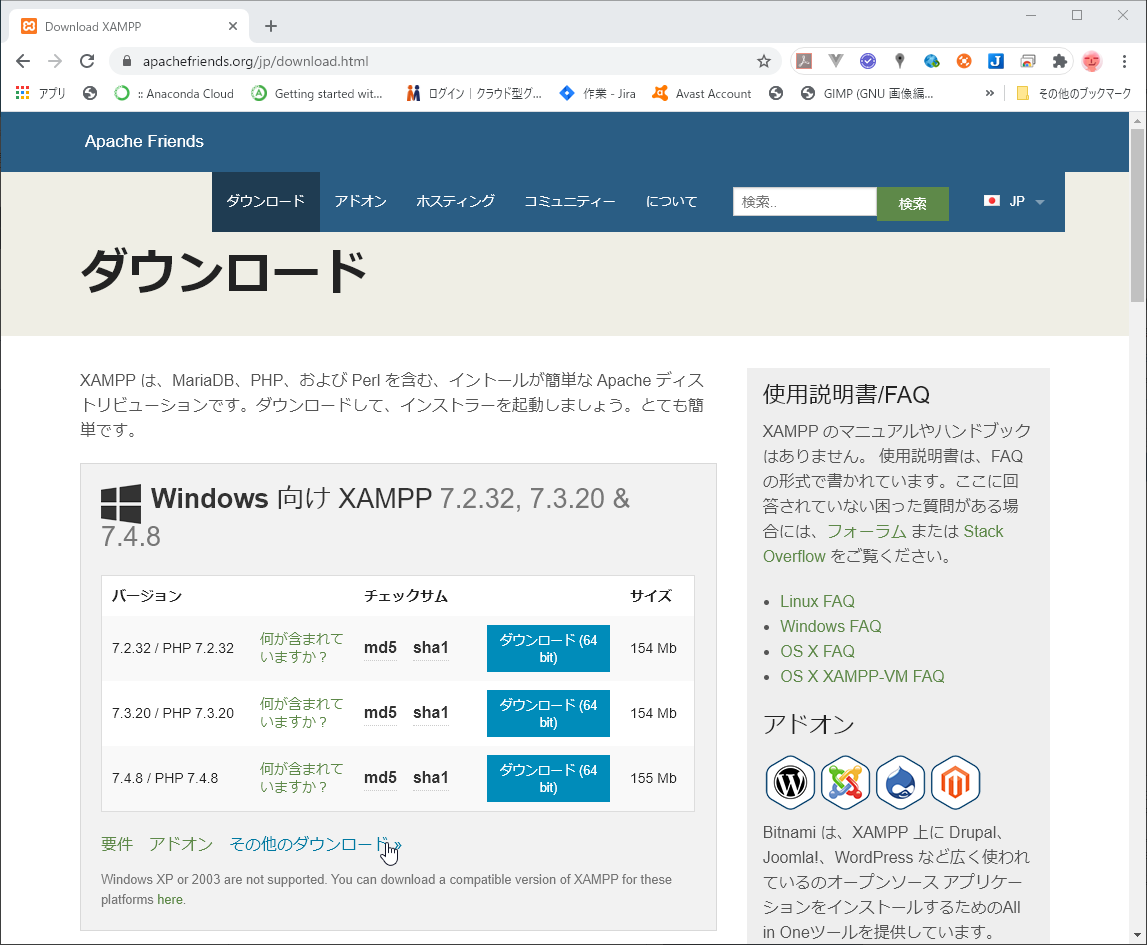 Download XAMPP
apachefriends.org/jp/download.html
アプリ
:: Anaconda Cloud
Getting started wit...
ログイン｜クラウド型グ...
作業 - Jira
Avast Account
GIMP (GNU 画像編...
»
その他のブックマーク
Apache Friends
ダウンロード アドオン ホスティング コミュニティー について 検索.. 検索 JP
ダウンロード
XAMPP は、MariaDB、PHP、および Perl を含む、イントールが簡単な Apache ディス
トリビューションです。ダウンロードして、インストラーを起動しましょう。とても簡
単です。
Windows 向け XAMPP 7.2.32, 7.3.20 &
7.4.8
バージョン チェックサム サイズ
7.2.32 / PHP 7.2.32 何が含まれて md5 sha1 ダウンロード (64 154 Mb
いますか？ bit)
7.3.20 / PHP 7.3.20 何が含まれて md5 sha1 ダウンロード (64 154 Mb
いますか？ bit)
7.4.8 / PHP 7.4.8 何が含まれて md5 sha1 ダウンロード (64 155 Mb
いますか？ bit)
要件 アドオン その他のダウンロード »
Windows XP or 2003 are not supported. You can download a compatible version of XAMPP for these
platforms here.
使用説明書/FAQ
XAMPP のマニュアルやハンドブック
はありません。 使用説明書は、FAQ
の形式で書かれています。ここに回
答されていない困った質問がある場
合には、フォーラム または Stack
Overflow をご覧ください。
• Linux FAQ
• Windows FAQ
• OS X FAQ
• OS X XAMPP-VM FAQ
アドオン
Bitnami は、XAMPP 上に Drupal、
Joomla!、WordPress など広く使われ
ているのオープンソース アプリケー
ションをインストールするためのAll
in Oneツールを提供しています。